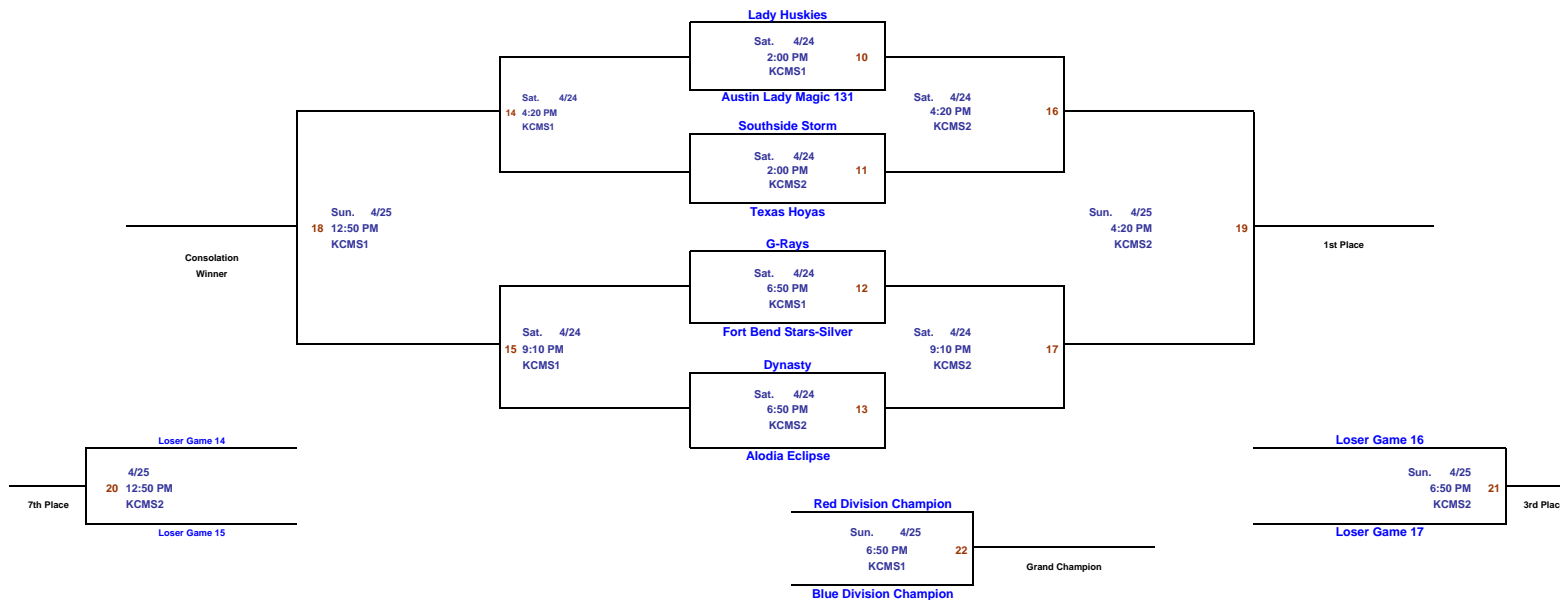 Lady Huskies
Sat. 4/24
2:00 PM 10
KCMS1
Austin Lady Magic 131
Sat. 4/24
14 4:20 PM
KCMS1
Sat. 4/24
4:20 PM 16
KCMS2
Southside Storm
Sat. 4/24
2:00 PM 11
KCMS2
Texas Hoyas
Sun. 4/25
18 12:50 PM
KCMS1
Sun. 4/25
4:20 PM 19
KCMS2
Consolation
Winner
1st Place
G-Rays
Sat. 4/24
6:50 PM 12
KCMS1
Fort Bend Stars-Silver
Sat. 4/24
15 9:10 PM
KCMS1
Sat. 4/24
9:10 PM 17
KCMS2
Dynasty
Sat. 4/24
6:50 PM 13
KCMS2
Alodia Eclipse
Loser Game 14
4/25
20 12:50 PM
KCMS2
7th Place
Loser Game 15
Loser Game 16
Sun. 4/25
6:50 PM 21
KCMS2
3rd Plac
Loser Game 17
Red Division Champion
Sun. 4/25
6:50 PM 22
KCMS1
Grand Champion
Blue Division Champion